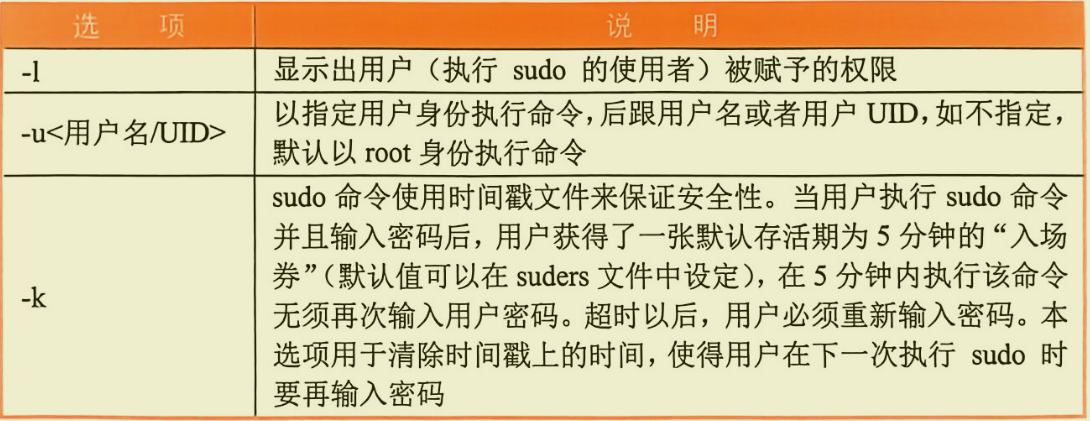 选 项 说 明
-l 显示出用户（执行 sudo 的使用者）被赋予的权限
以指定用户身份执行命令，后跟用户名或者用户 UID，如不指定，
-u<用户名/UID>
默认以 root 身份执行命令
sudo 命令使用时间戳文件来保证安全性。当用户执行 sudo 命令
并且输入密码后，用户获得了一张默认存活期为 5 分钟的“入场
券”（默认值可以在 suders 文件中设定），在 5 分钟内执行该命令
-k
无须再次输入用户密码。超时以后，用户必须重新输入密码。本
选项用于清除时间戳上的时间，使得用户在下一次执行 sudo 时
要再输入密码